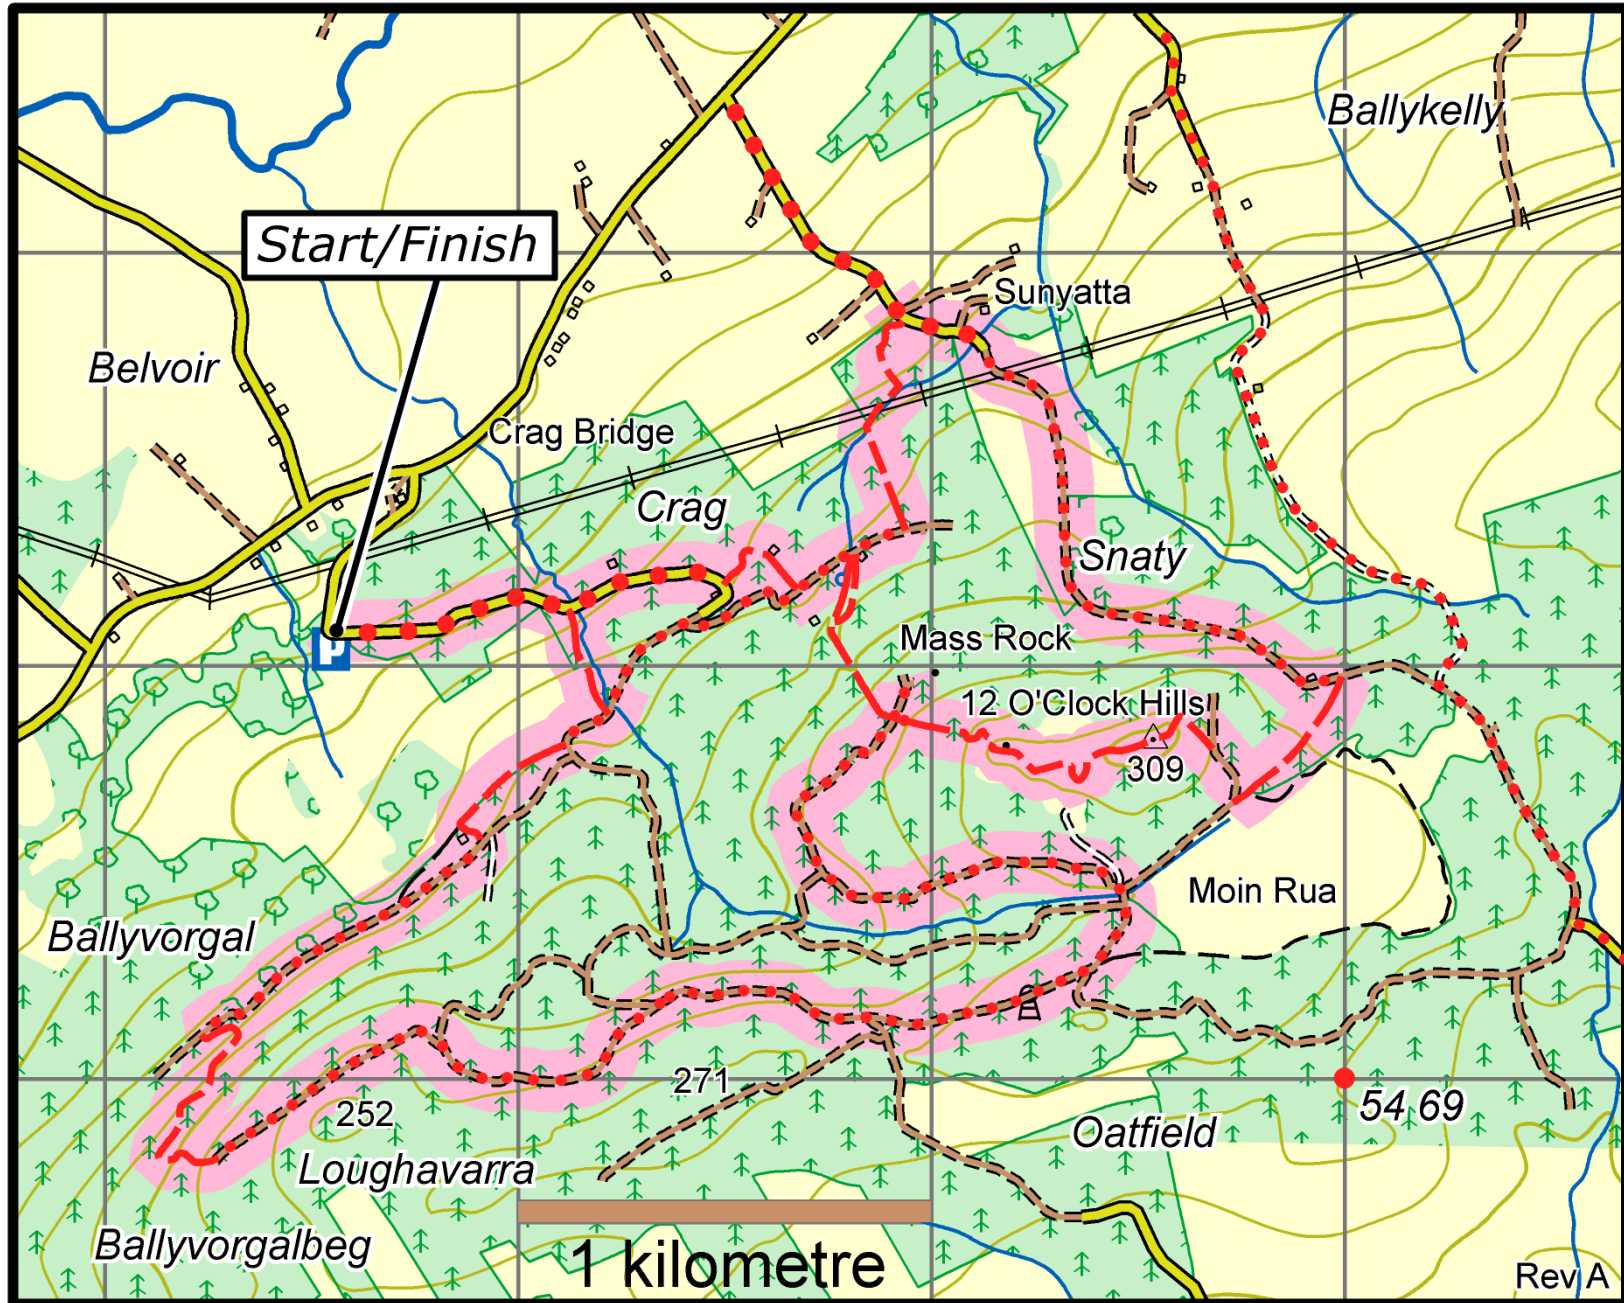 Ballykelly
Start/Finish
Sunyatta
Belvoir
Crag Bridge
Crag
Snaty
P
Mass Rock
12 O'Clock Hills
309
Moin Rua
Ballyvorgal
271
252
54 69
Oatfield
Loughavarra
Ballyvorgalbeg
1 kilometre
Rev A